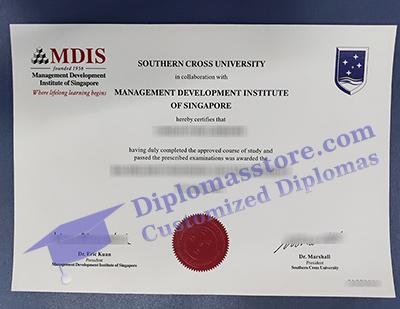 MDIS
founded 1956
Management Development
Institute of Singapore
Where lifelong learning begins
SOUTHERN CROSS UNIVERSITY
in collaboration with
MANAGEMENT DEVELOPMENT INSTITUTE
OF SINGAPORE
hereby certifies that
having duly completed the approved course of study and
passed the prescribed examinations was awarded the
Diplomasstore.com
Customized Diplomas
Dr. Eric Kuan
President
Management Development Institute of Singapore
Dr. Marshall
President
Southern Cross University